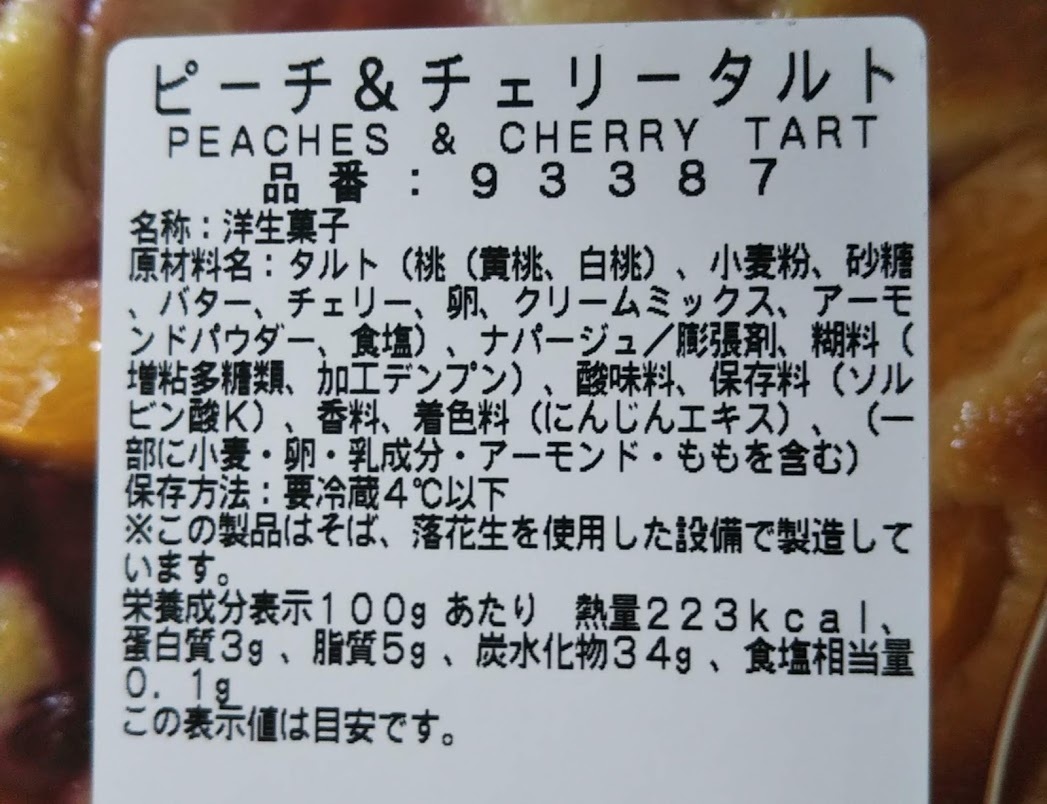 ピーチ&チェリータルト
PEACHES & CHERRY TART
品番:93387
名称:洋生菓子
原材料名:タルト(桃(黄桃、白桃)、小麦粉、砂糖
、バター、チェリー、卵、クリームミックス、アーモ
ンドパウダー、食塩)、ナパージュ/膨張剤、糊料(
増粘多糖類、加工デンプン)、酸味料、保存料(ソル
ビン酸K)、香料、着色料(にんじんエキス)、(一
部に小麦・卵・乳成分・アーモンド・ももを含む)
保存方法:要冷蔵4℃以下
※この製品はそば、落花生を使用した設備で製造して
います。
栄養成分表示100gあたり 熱量223kcal、
蛋白質3g、脂質5g、炭水化物34g、食塩相当量
0.1g
この表示値は目安です。